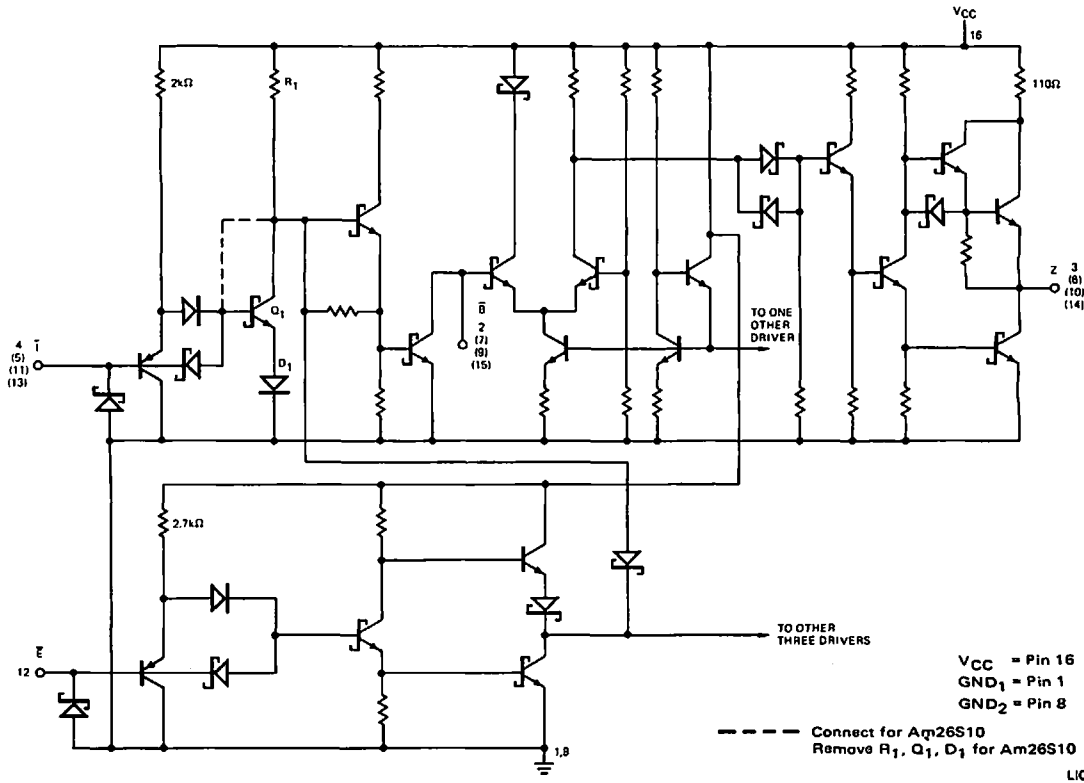 VCC
16
2kΩ
R1
110Ω
Q1
D1
4
(5)
(11)
(13)
I
B
2
(7)
(9)
(15)
TO ONE
OTHER
DRIVER
Z
3
(6)
(10)
(14)
2.7kΩ
E
12
TO OTHER
THREE DRIVERS
1,8
VCC = Pin 16
GND1 = Pin 1
GND2 = Pin 8
Connect for Am26S10
Remove R1, Q1, D1 for Am26S10